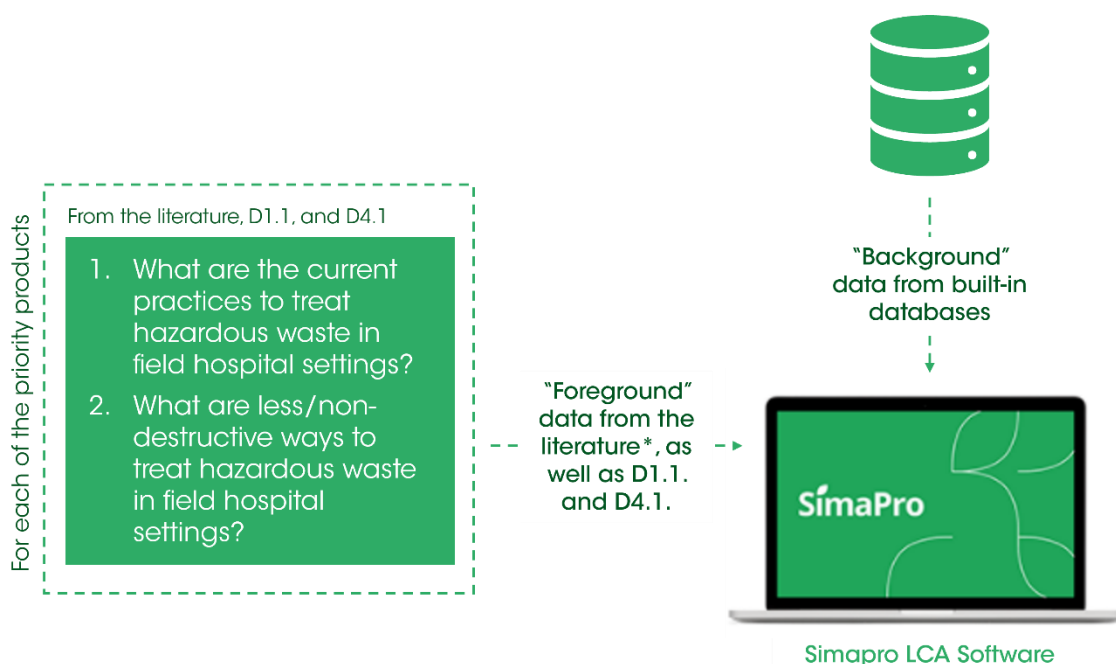 For each of the priority products
From the literature, D1.1, and D4.1
1. What are the current
practices to treat
hazardous waste in
field hospital settings?
2. What are less/non-
destructive ways to
treat hazardous waste
in field hospital
settings?
“Foreground”
data from the
literature*, as
well as D1.1.
and D4.1.
“Background”
data from built-in
databases
SimaPro
Simapro LCA Software